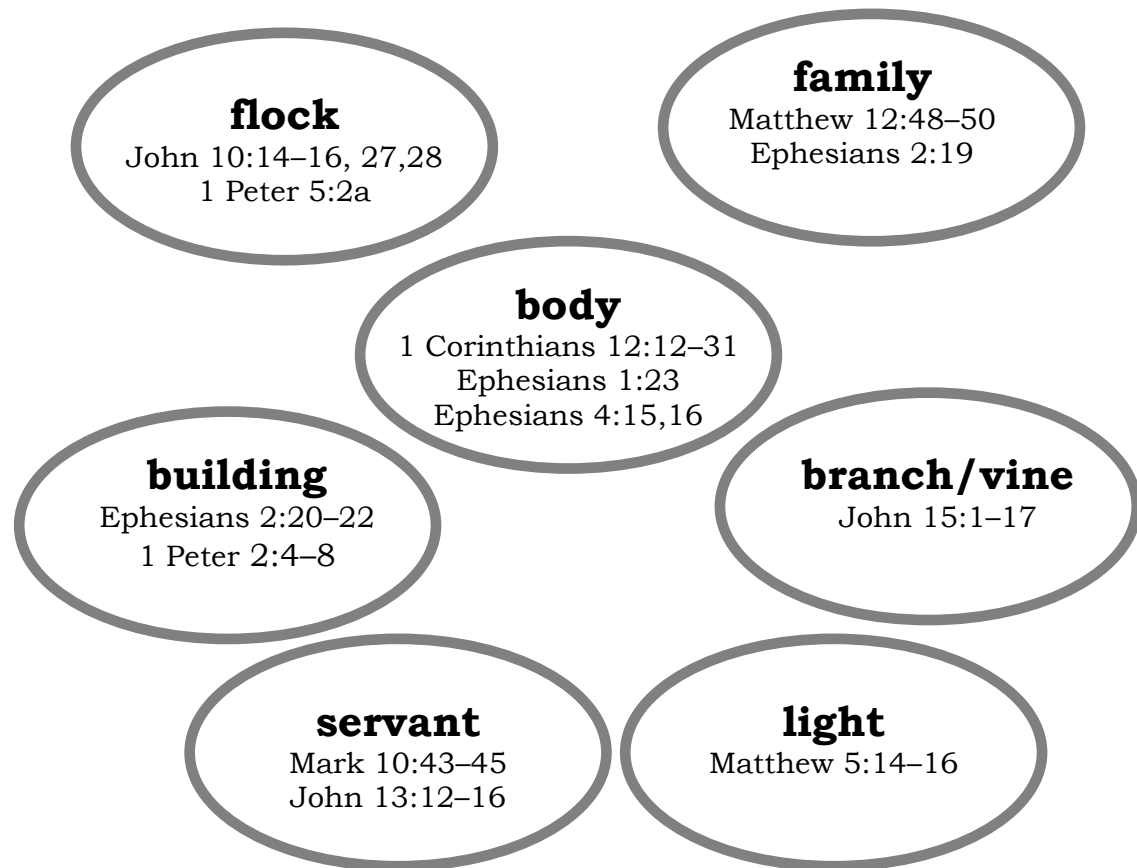 flock
John 10:14–16, 27,28
1 Peter 5:2a
family
Matthew 12:48–50
Ephesians 2:19
body
1 Corinthians 12:12–31
Ephesians 1:23
Ephesians 4:15,16
building
Ephesians 2:20–22
1 Peter 2:4–8
branch/vine
John 15:1–17
servant
Mark 10:43–45
John 13:12–16
light
Matthew 5:14–16